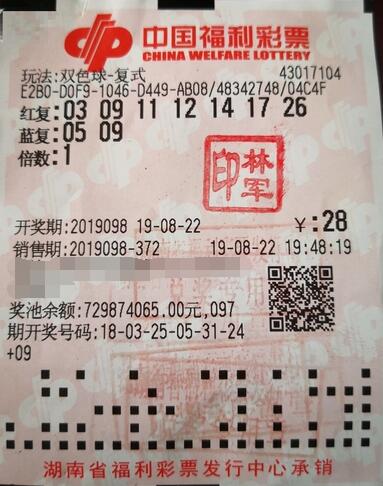 中国福利彩票
CHINA WELFARE LOTTERY
玩法:双色球-复式 43017104
E2B0-D0F9-1046-D449-AB08/48342748/04C4F
红复:03 09 11 12 14 17 26
蓝复:05 09
倍数:1
林军印
开奖期:2019098 19-08-22 ¥:28
销售期:2019098-372 19-08-22 19:48:19
奖池余额:729874065.00元,097
期开奖号码:18-03-25-05-31-24
+09
湖南省福利彩票发行中心承销